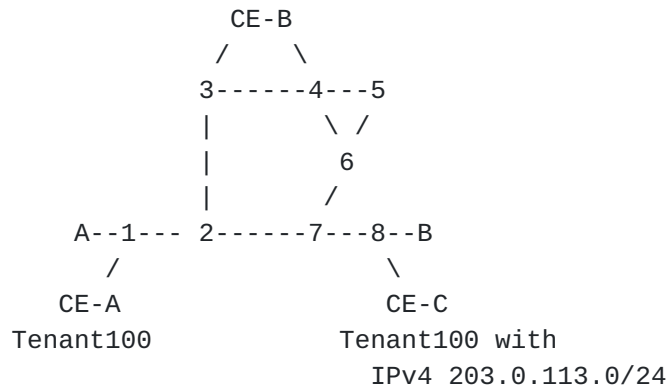 CE-B
3------4---5
6
A--1--- 2------7---8--B
CE-A CE-C
Tenant100 Tenant100 with
IPv4 203.0.113.0/24